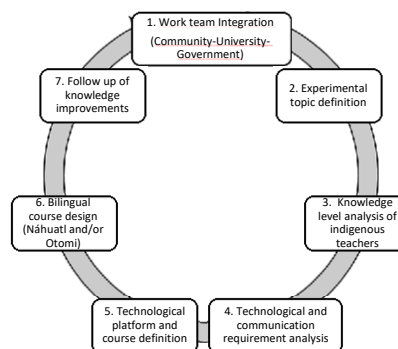 1. Work team Integration
(Community-University-
Government)
2. Experimental
topic definition
3. Knowledge
level analysis of
indigenous
teachers
4. Technological and
communication
requirement analysis
5. Technological
platform and
course definition
6. Bilingual
course design
(Náhuatl and/or
Otomi)
7. Follow up of
knowledge
improvements